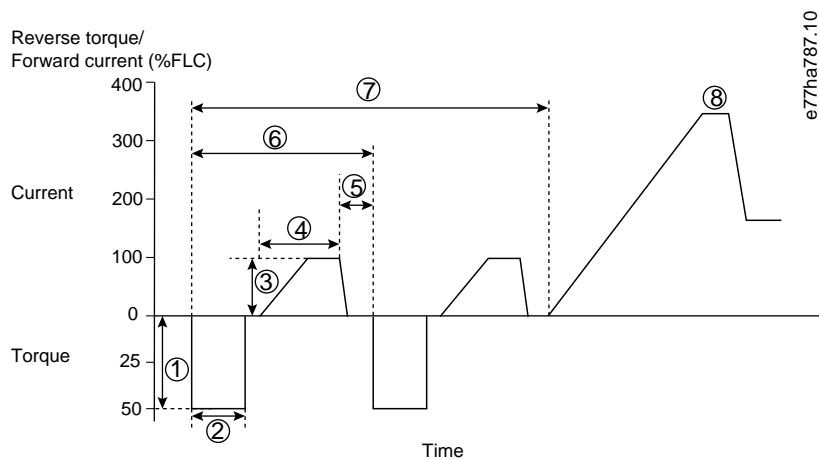 Reverse torque/
Forward current (%FLC)
e77ha787.10
400
⑦
⑧
300
⑥
Current
200
⑤
④
100
③
0
Torque
①
25
50
②
Time